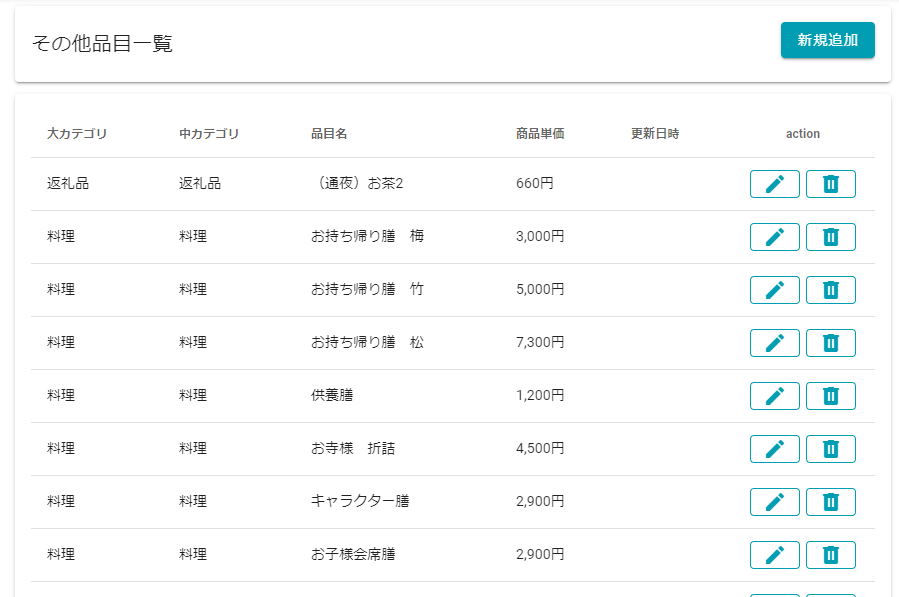 その他品目一覧 新規追加
大カテゴリ 中カテゴリ 品目名 商品単価 更新日時 action
返礼品 返礼品 （通夜）お茶2 660円
料理 料理 お持ち帰り膳　梅 3,000円
料理 料理 お持ち帰り膳　竹 5,000円
料理 料理 お持ち帰り膳　松 7,300円
料理 料理 供養膳 1,200円
料理 料理 お寺様　折詰 4,500円
料理 料理 キャラクター膳 2,900円
料理 料理 お子様会席膳 2,900円